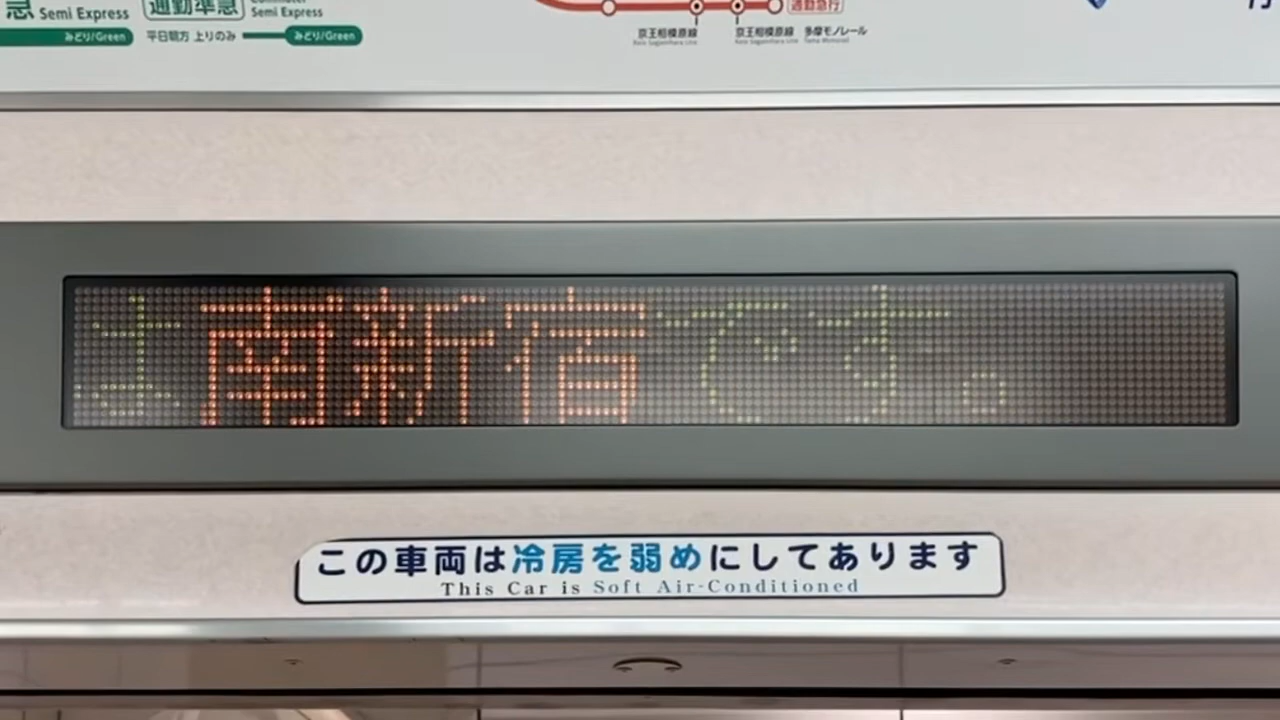 急 Semi Express 通勤準急 Semi Express 通勤急行
みどり/Green 平日朝方 上りのみ みどり/Green 京王相模原線 京王相模原線 多摩モノレール
は南新宿です。
この車両は冷房を弱めにしてあります
This Car is Soft Air-Conditioned